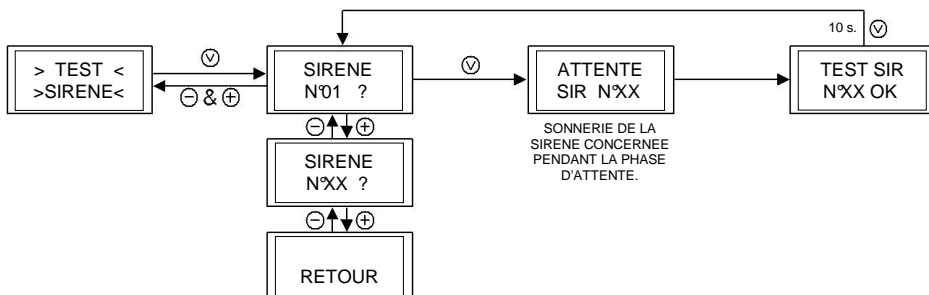 10 s. V
> TEST <
>SIRENE<
V
- & +
SIRENE
N°01 ?
V
ATTENTE
SIR N°XX
TEST SIR
N°XX OK
SONNERIE DE LA
SIRENE CONCERNEE
PENDANT LA PHASE
D'ATTENTE.
- +
SIRENE
N°XX ?
- +
RETOUR